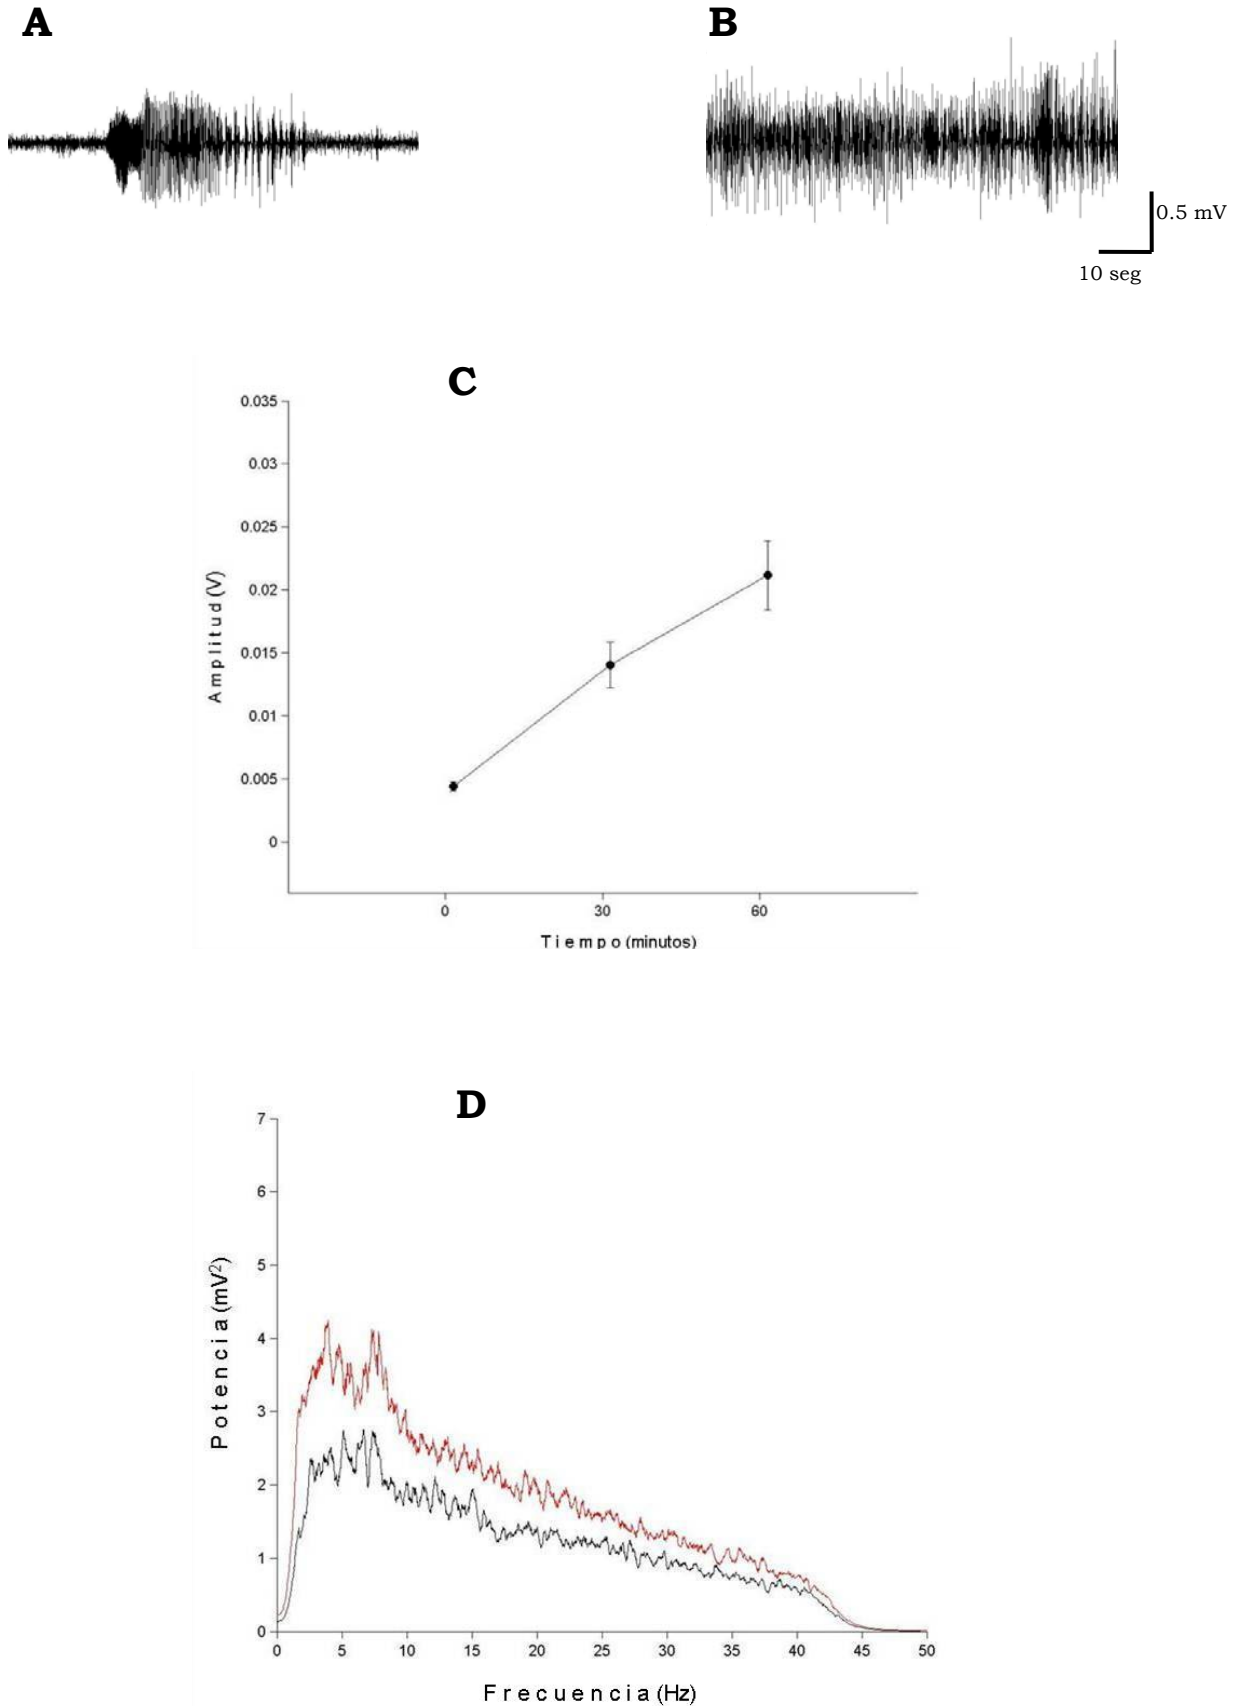 A
B
0.5 mV
10 seg
C
0.035
0.03
0.025
0.02
0.015
0.01
0.005
0
Amplitud (V)
0 30 60
Tiempo (minutos)
D
7
6
5
4
3
2
1
0
Potencia (mV²)
0 5 10 15 20 25 30 35 40 45 50
Frecuencia (Hz)